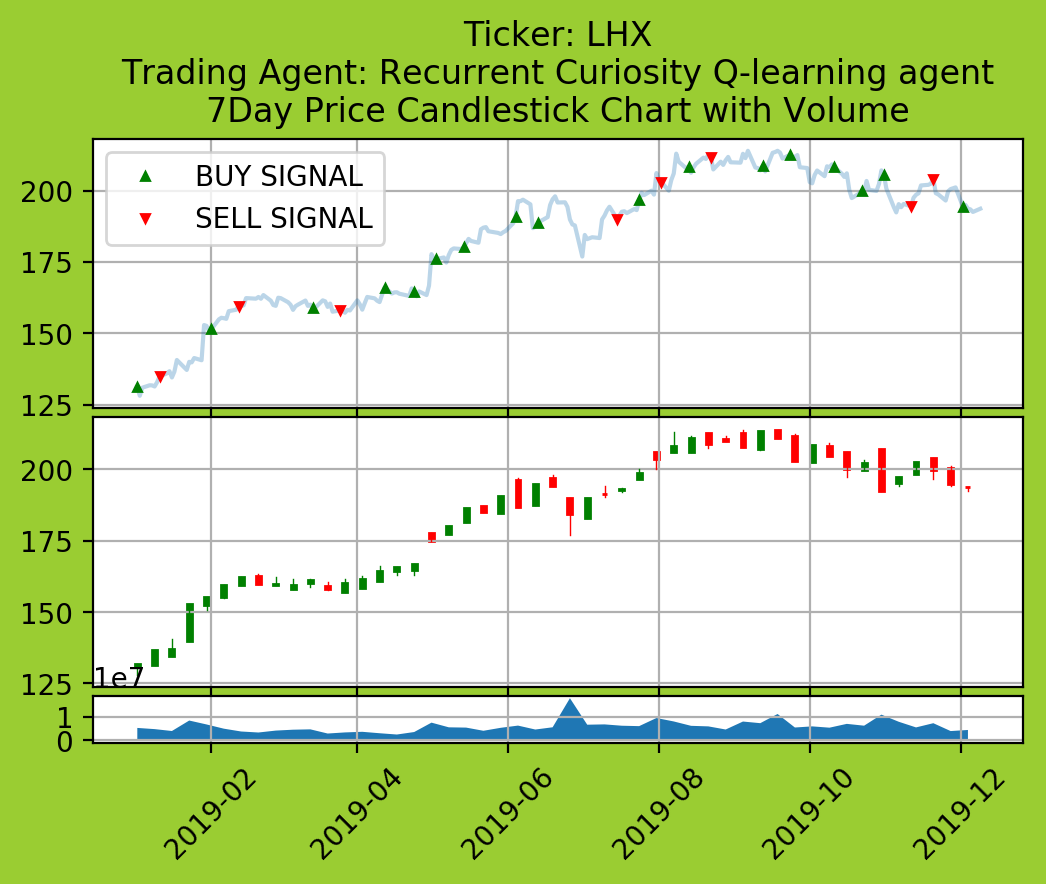 Ticker: LHX
Trading Agent: Recurrent Curiosity Q-learning agent
7Day Price Candlestick Chart with Volume
BUY SIGNAL
SELL SIGNAL
200
175
150
125
200
175
150
125
1e7
1
0
2019-02
2019-04
2019-06
2019-08
2019-10
2019-12